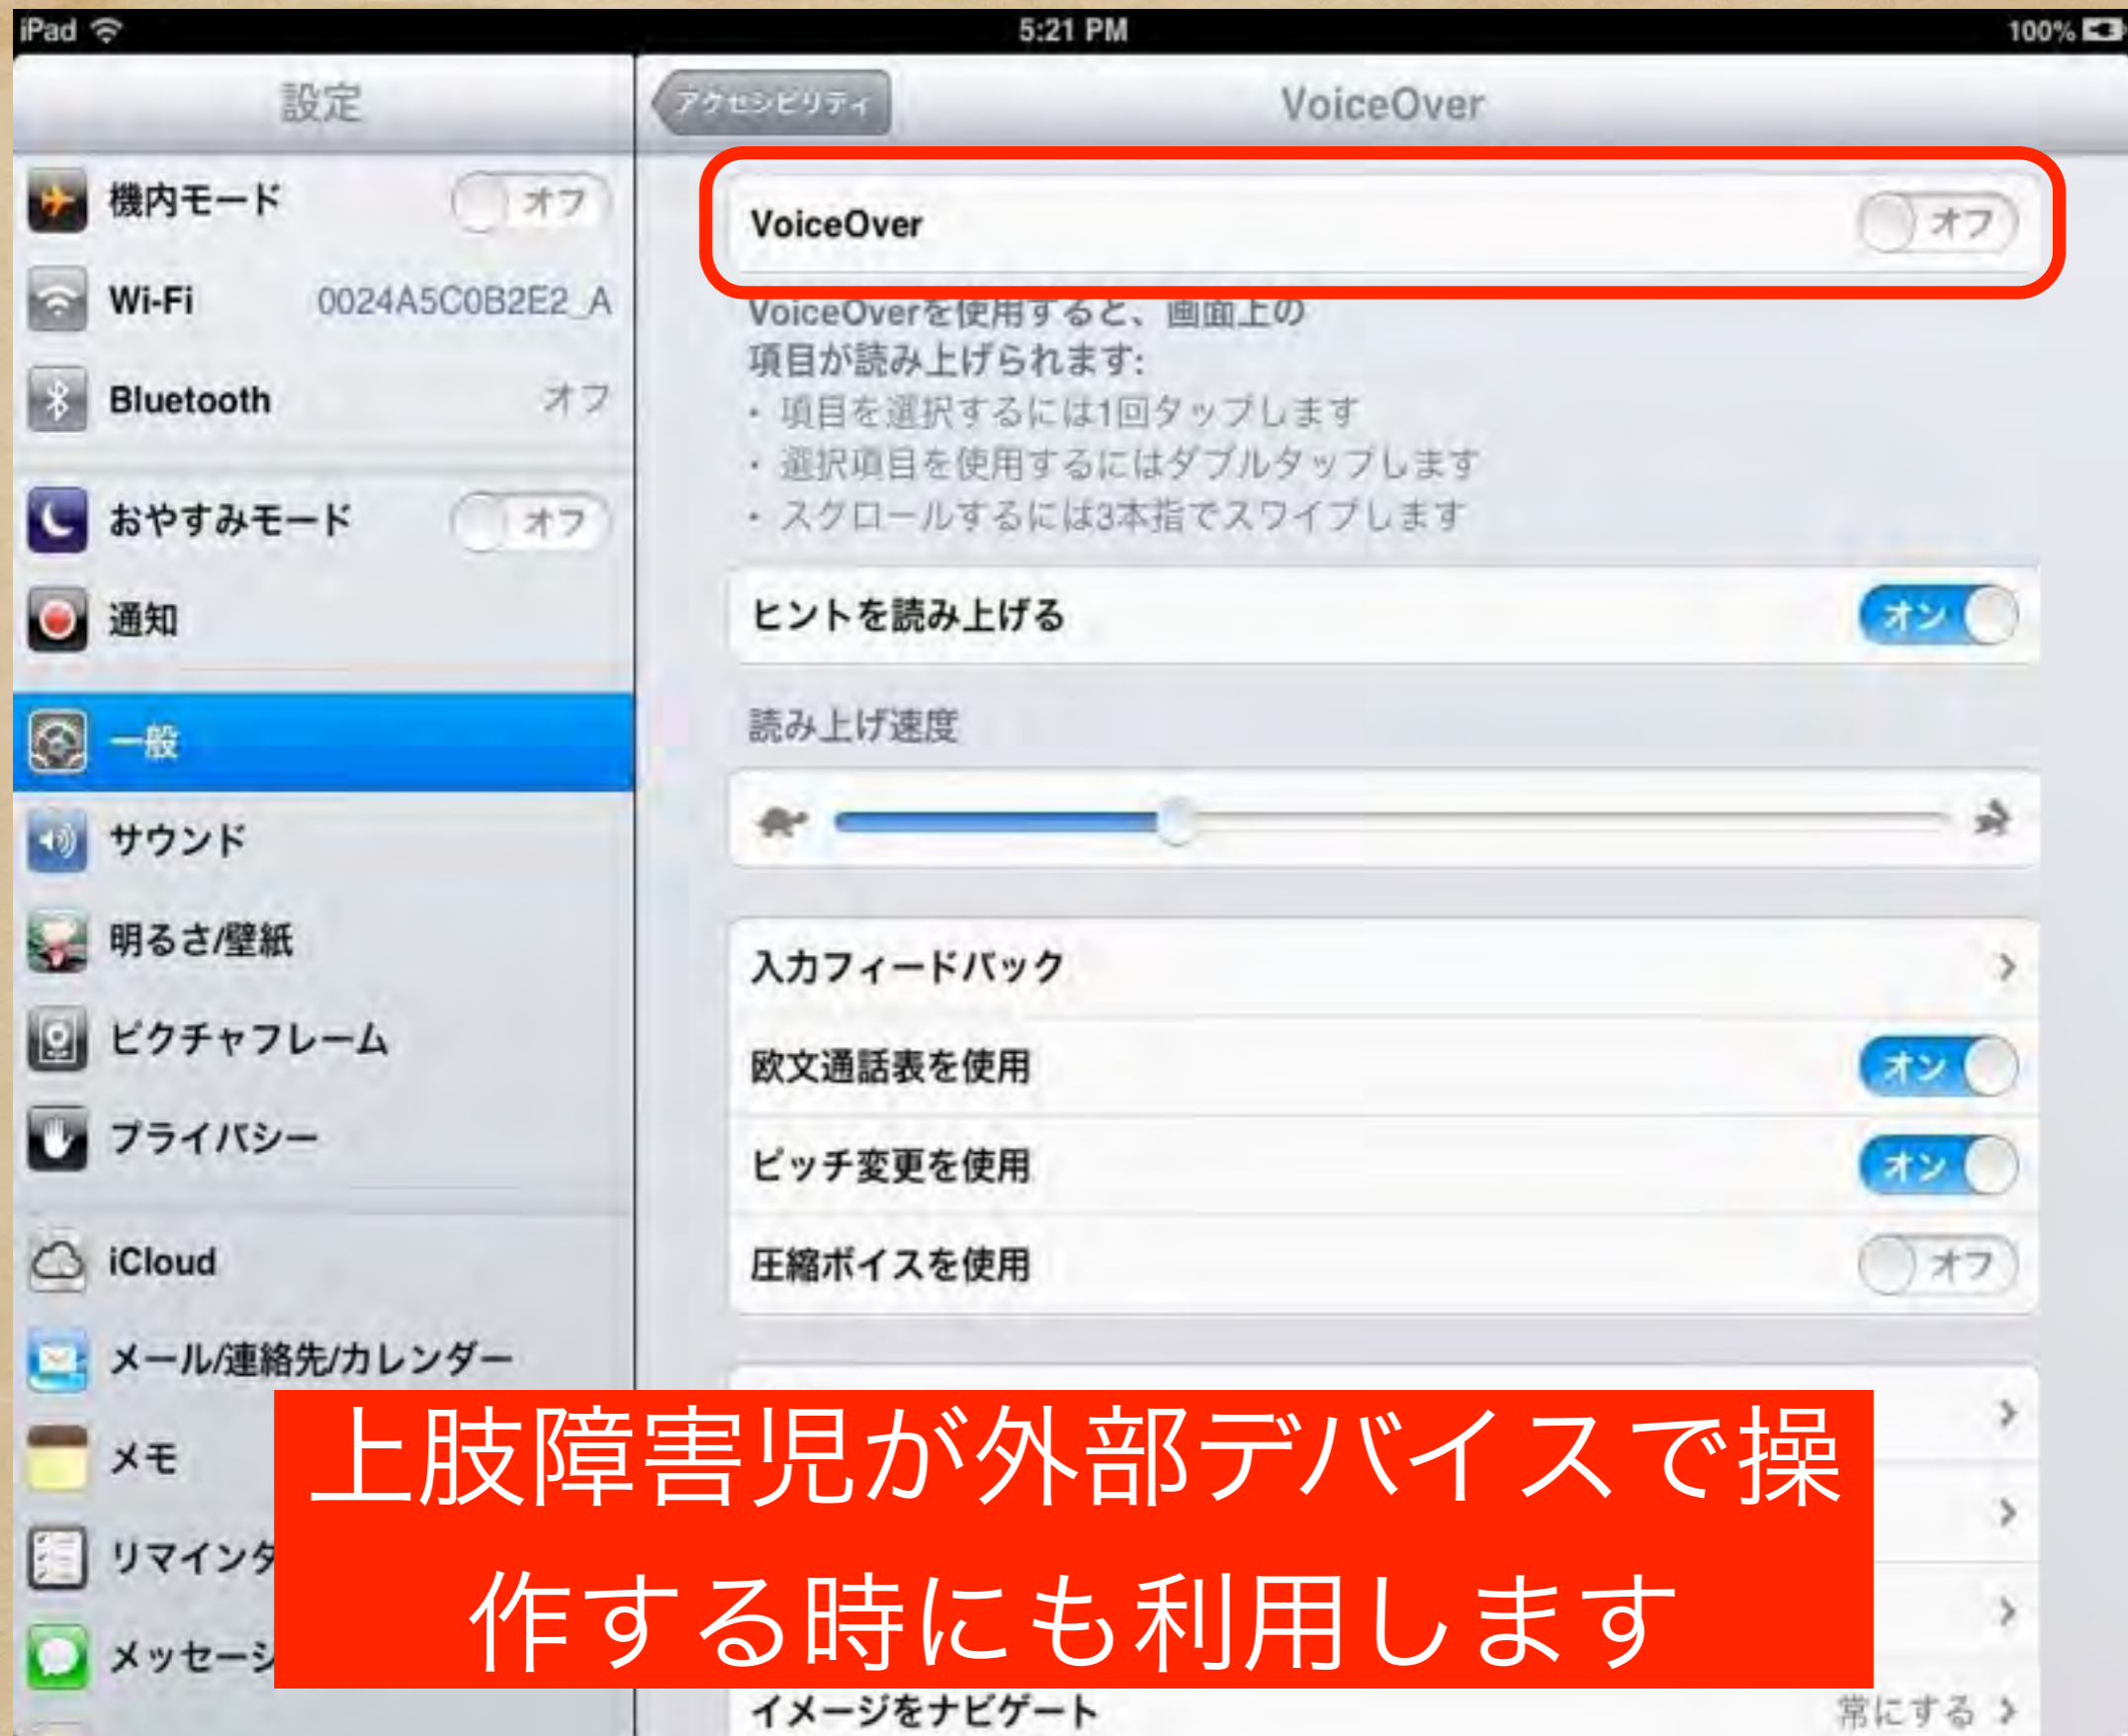 iPad
5:21 PM
100%
設定
アクセシビリティ
VoiceOver
機内モード
オフ
Wi-Fi
0024A5C0B2E2_A
Bluetooth
オフ
おやすみモード
オフ
通知
一般
サウンド
明るさ/壁紙
ピクチャフレーム
プライバシー
iCloud
メール/連絡先/カレンダー
メモ
リマインダ
メッセージ
VoiceOver
オフ
VoiceOverを使用すると、画面上の
項目が読み上げられます:
・ 項目を選択するには1回タップします
・ 選択項目を使用するにはダブルタップします
・ スクロールするには3本指でスワイプします
ヒントを読み上げる
オン
読み上げ速度
入力フィードバック
欧文通話表を使用
オン
ピッチ変更を使用
オン
圧縮ボイスを使用
オフ
上肢障害児が外部デバイスで操
作する時にも利用します
イメージをナビゲート
常にする